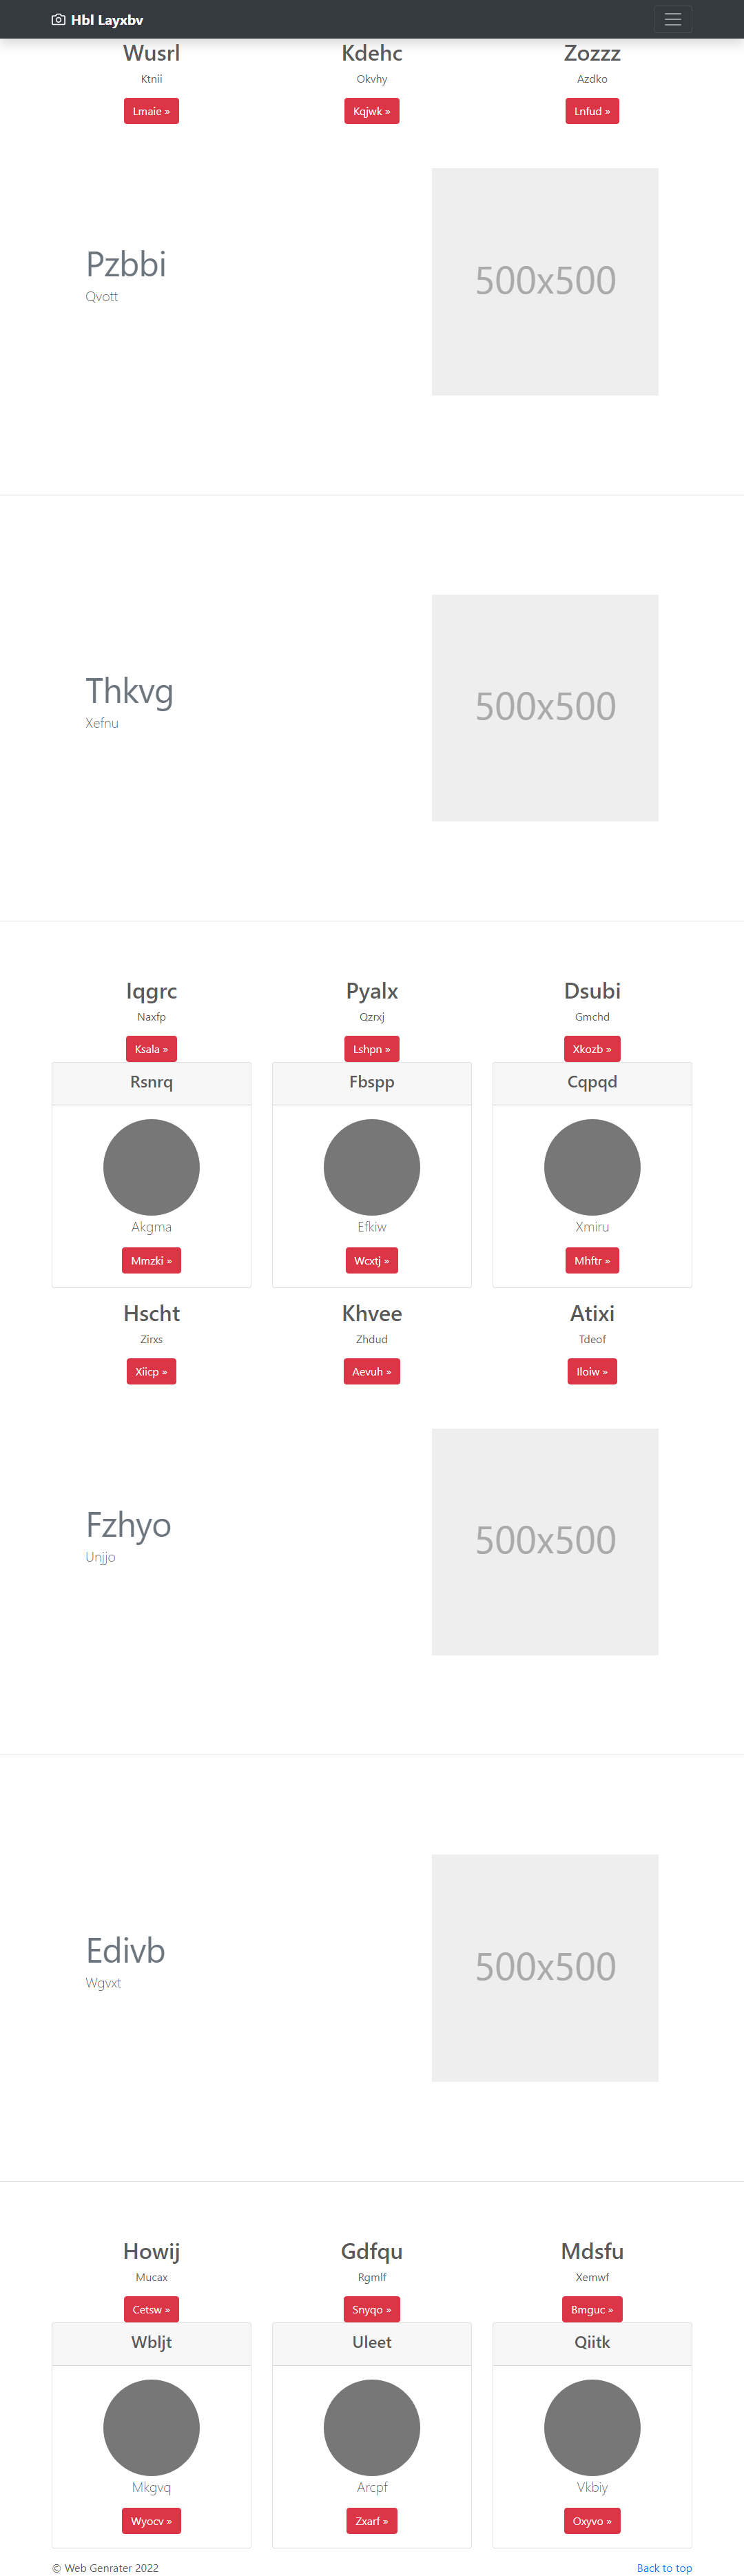 Hbl Layxbv
Wusrl Kdehc Zozzz
Ktnii Okvhy Azdko
Lmaie » Kqjwk » Lnfud »
Pzbbi
Qvott
500x500
Thkvg
Xefnu
500x500
Iqgrc Pyalx Dsubi
Naxfp Qzrxj Gmchd
Ksala » Lshpn » Xkozb »
Rsnrq Fbspp Cqpqd
Akgma Efkiw Xmiru
Mmzki » Wcxtj » Mhftr »
Hscht Khvee Atixi
Zirxs Zhdud Tdeof
Xiicp » Aevuh » Iloiw »
Fzhyo
Unjjo
500x500
Edivb
Wgvxt
500x500
Howij Gdfqu Mdsfu
Mucax Rgmlf Xemwf
Cetsw » Snyqo » Bmguc »
Wbljt Uleet Qiitk
Mkgvq Arcpf Vkbiy
Wyocv » Zxarf » Oxyvo »
© Web Genrater 2022 Back to top